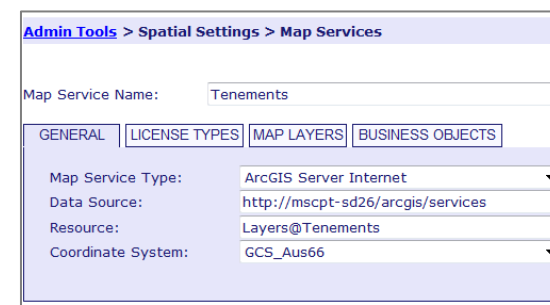 Admin Tools > Spatial Settings > Map Services
Map Service Name: Tenements
GENERAL LICENSE TYPES MAP LAYERS BUSINESS OBJECTS
Map Service Type: ArcGIS Server Internet
Data Source: http://mscpt-sd26/arcgis/services
Resource: Layers@Tenements
Coordinate System: GCS_Aus66